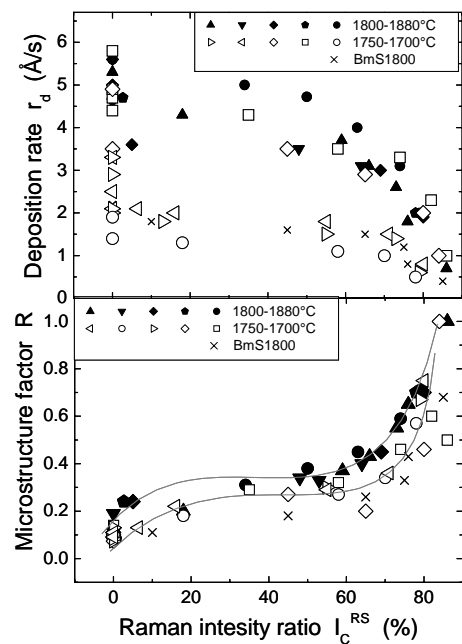 Deposition rate r_d (Å/s)
6
5
4
3
2
1
0
1800-1880°C
1750-1700°C
BmS1800
Microstructure factor R
1.0
0.8
0.6
0.4
0.2
0.0
1800-1880°C
1750-1700°C
BmS1800
0 20 40 60 80
Raman intesity ratio I_C^RS (%)